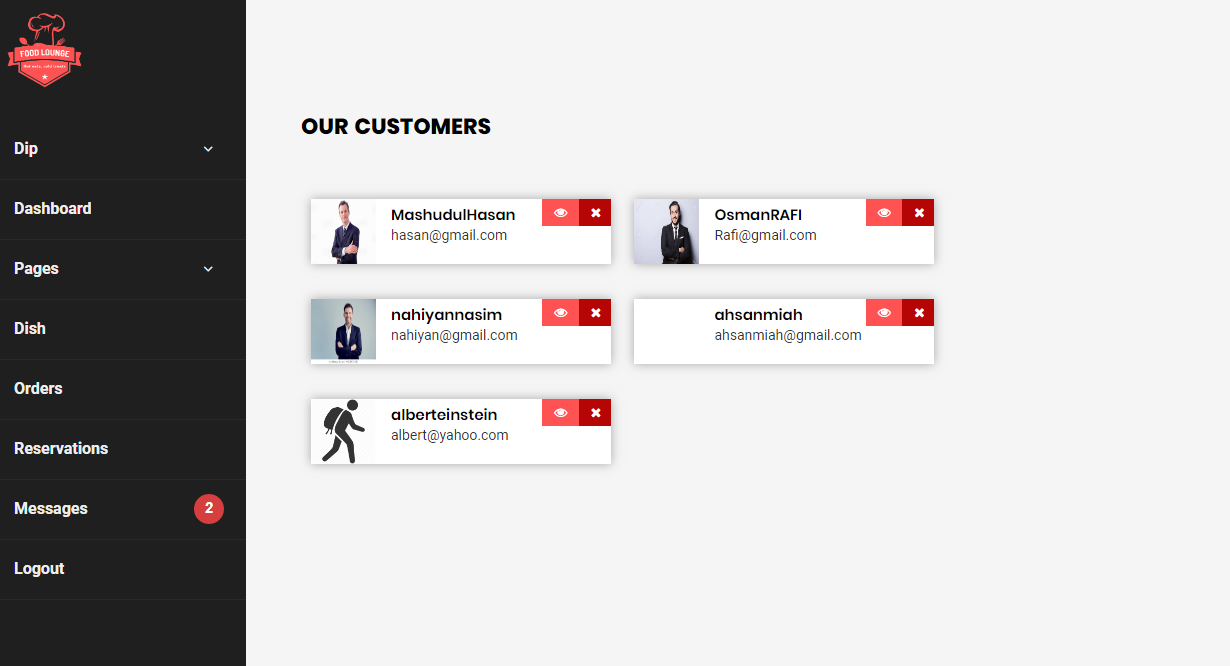 FOOD LOUNGE
Dip
Dashboard
Pages
Dish
Orders
Reservations
Messages 2
Logout
OUR CUSTOMERS
MashudulHasan
hasan@gmail.com
OsmanRAFI
Rafi@gmail.com
nahiyannasim
nahiyan@gmail.com
ahsanmiah
ahsanmiah@gmail.com
alberteinstein
albert@yahoo.com